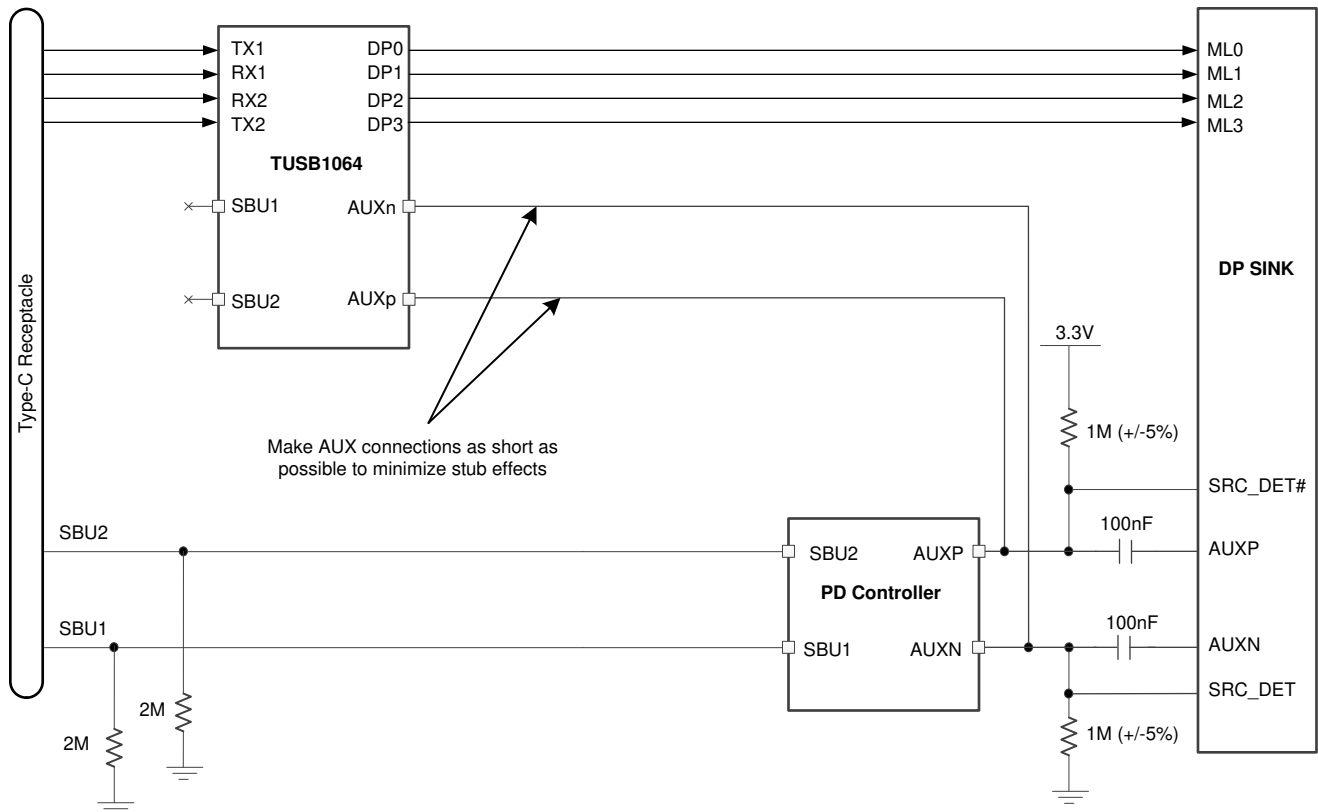 Type-C Receptacle
TX1
RX1
RX2
TX2
DP0
DP1
DP2
DP3
TUSB1064
SBU1
SBU2
AUXn
AUXp
ML0
ML1
ML2
ML3
DP SINK
Make AUX connections as short as
possible to minimize stub effects
3.3V
1M (+/-5%)
SRC_DET#
100nF
AUXP
100nF
AUXN
SRC_DET
1M (+/-5%)
SBU2
SBU1
SBU2
AUXP
PD Controller
SBU1
AUXN
2M
2M